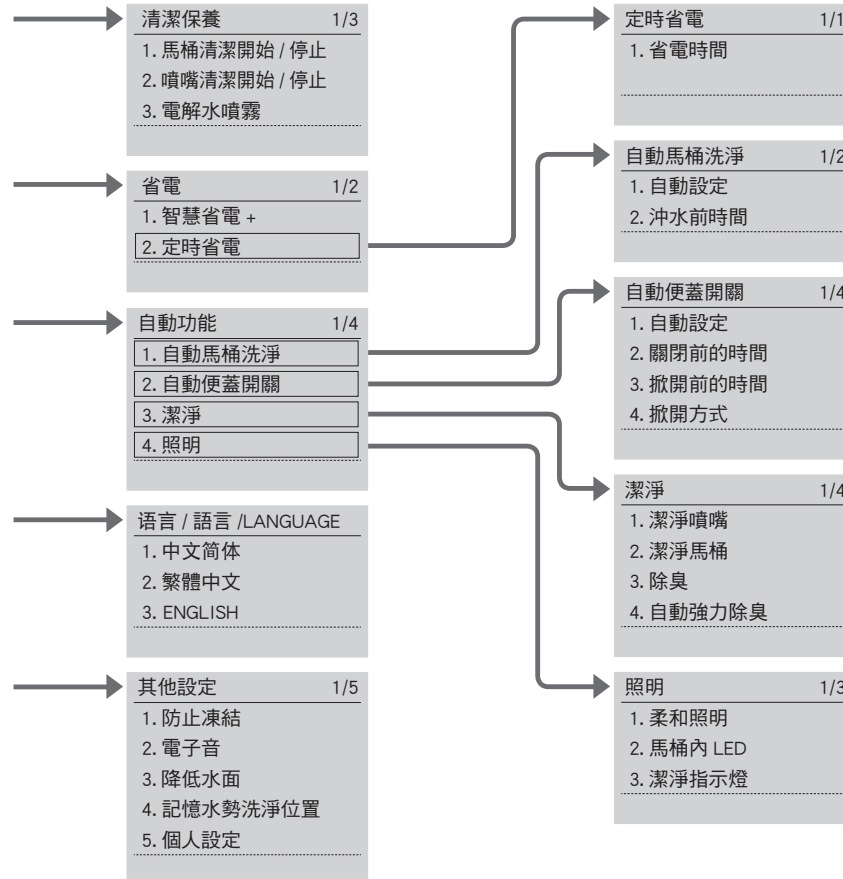 清潔保養 1/3
1. 馬桶清潔開始 / 停止
2. 噴嘴清潔開始 / 停止
3. 電解水噴霧
省電 1/2
1. 智慧省電 +
2. 定時省電
自動功能 1/4
1. 自動馬桶洗淨
2. 自動便蓋開關
3. 潔淨
4. 照明
语言 / 語言 /LANGUAGE
1. 中文简体
2. 繁體中文
3. ENGLISH
其他設定 1/5
1. 防止凍結
2. 電子音
3. 降低水面
4. 記憶水勢洗淨位置
5. 個人設定
定時省電 1/1
1. 省電時間
自動馬桶洗淨 1/2
1. 自動設定
2. 沖水前時間
自動便蓋開關 1/4
1. 自動設定
2. 關閉前的時間
3. 掀開前的時間
4. 掀開方式
潔淨 1/4
1. 潔淨噴嘴
2. 潔淨馬桶
3. 除臭
4. 自動強力除臭
照明 1/3
1. 柔和照明
2. 馬桶內 LED
3. 潔淨指示燈